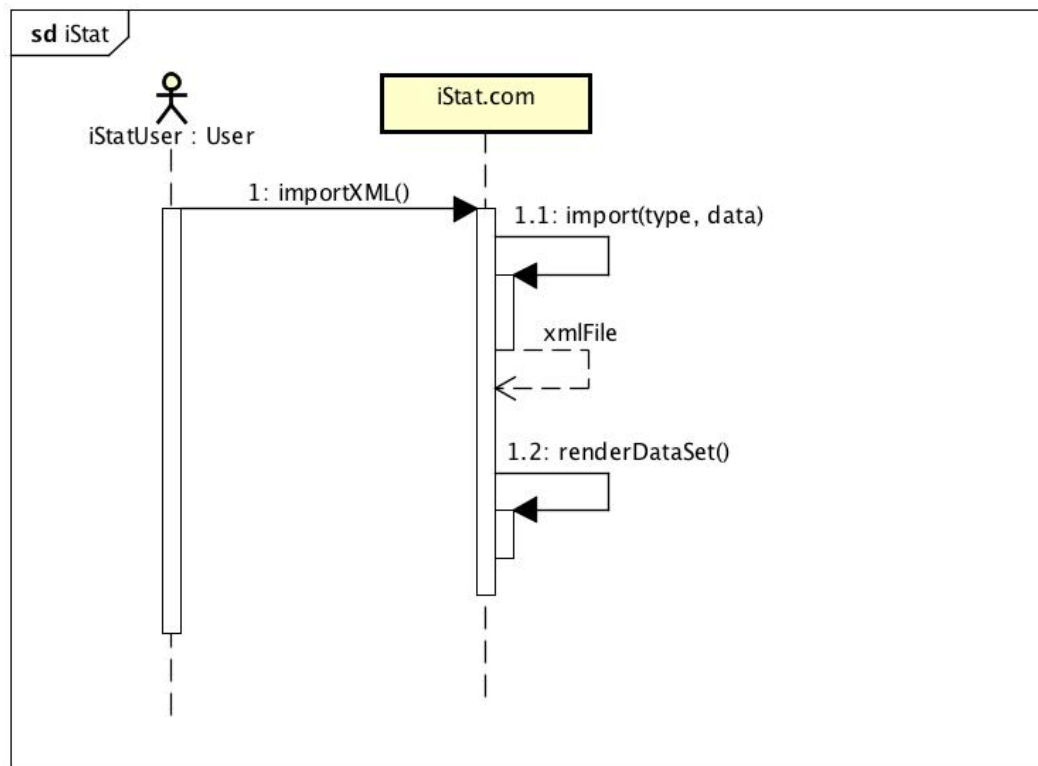 sd iStat
iStat.com
iStatUser : User
1: importXML()
1.1: import(type, data)
xmlFile
1.2: renderDataSet()